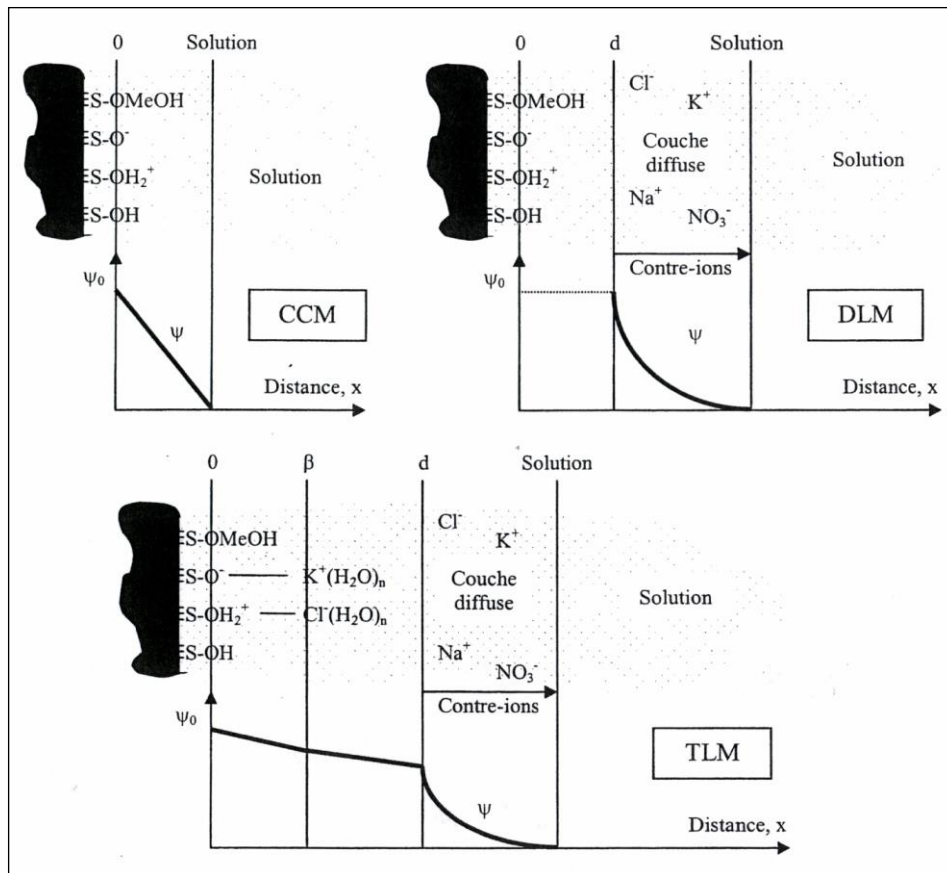 0 Solution
≡S-OMeOH
≡S-O⁻
≡S-OH₂⁺
≡S-OH
Solution
Ψ₀
Ψ
CCM
Distance, x
0 d Solution
≡S-OMeOH
≡S-O⁻
≡S-OH₂⁺
≡S-OH
Cl⁻
K⁺
Couche
diffuse
Na⁺
NO₃⁻
Contre-ions
Solution
Ψ₀
Ψ
DLM
Distance, x
0 β d Solution
≡S-OMeOH
≡S-O⁻ — K⁺(H₂O)ₙ
≡S-OH₂⁺ — Cl⁻(H₂O)ₙ
≡S-OH
Cl⁻
K⁺
Couche
diffuse
Na⁺
NO₃⁻
Contre-ions
Solution
Ψ₀
Ψ
TLM
Distance, x